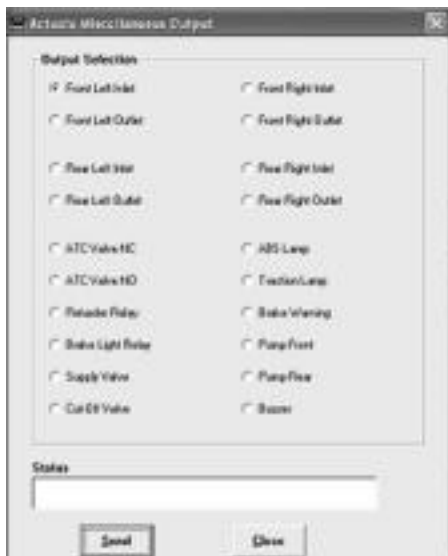 Actuate Miscellaneous Output
Output Selection
Front Left Inlet
Front Right Inlet
Front Left Outlet
Front Right Outlet
Rear Left Inlet
Rear Right Inlet
Rear Left Outlet
Rear Right Outlet
ATC Valve NC
ABS Lamp
ATC Valve NO
Traction Lamp
Retarder Relay
Brake Warning
Brake Light Relay
Pump Front
Supply Valve
Pump Rear
Cut Off Valve
Buzzer
Status
Send
Close